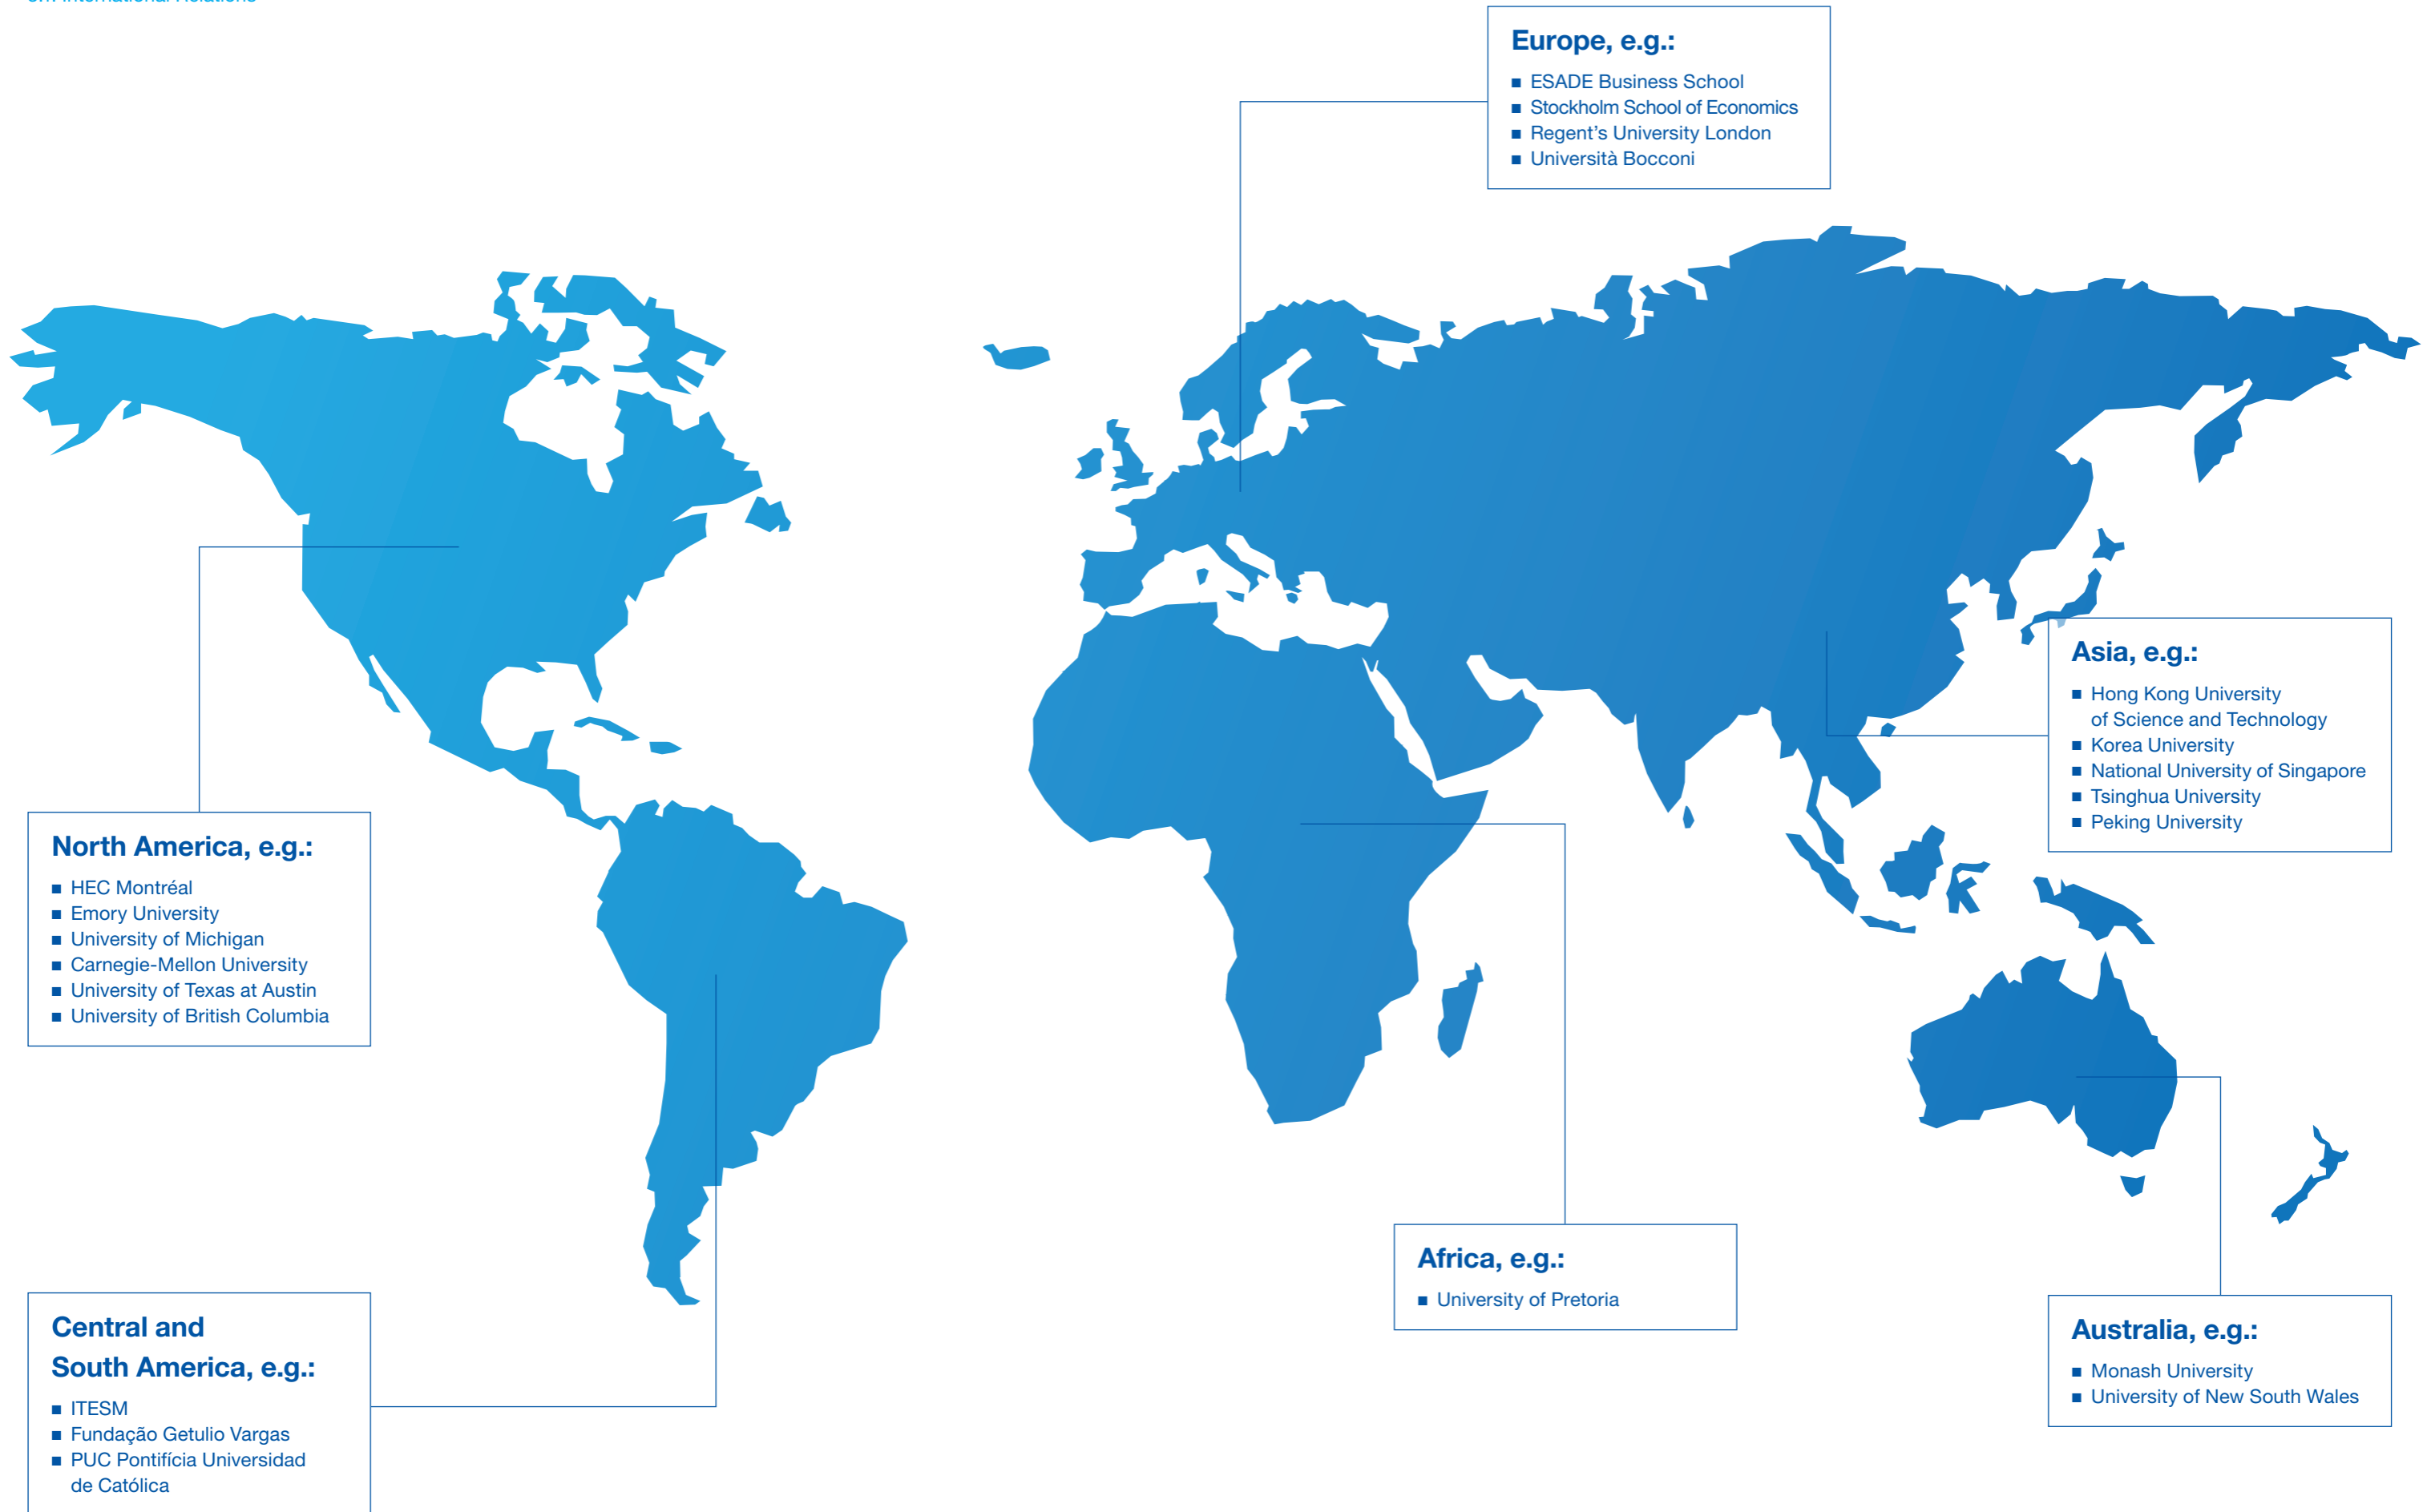 International Relations
Europe, e.g.:
■ ESADE Business School
■ Stockholm School of Economics
■ Regent's University London
■ Università Bocconi
Asia, e.g.:
■ Hong Kong University
of Science and Technology
■ Korea University
■ National University of Singapore
■ Tsinghua University
■ Peking University
North America, e.g.:
■ HEC Montréal
■ Emory University
■ University of Michigan
■ Carnegie-Mellon University
■ University of Texas at Austin
■ University of British Columbia
Africa, e.g.:
■ University of Pretoria
Central and
South America, e.g.:
■ ITESM
■ Fundação Getulio Vargas
■ PUC Pontifícia Universidad
de Católica
Australia, e.g.:
■ Monash University
■ University of New South Wales